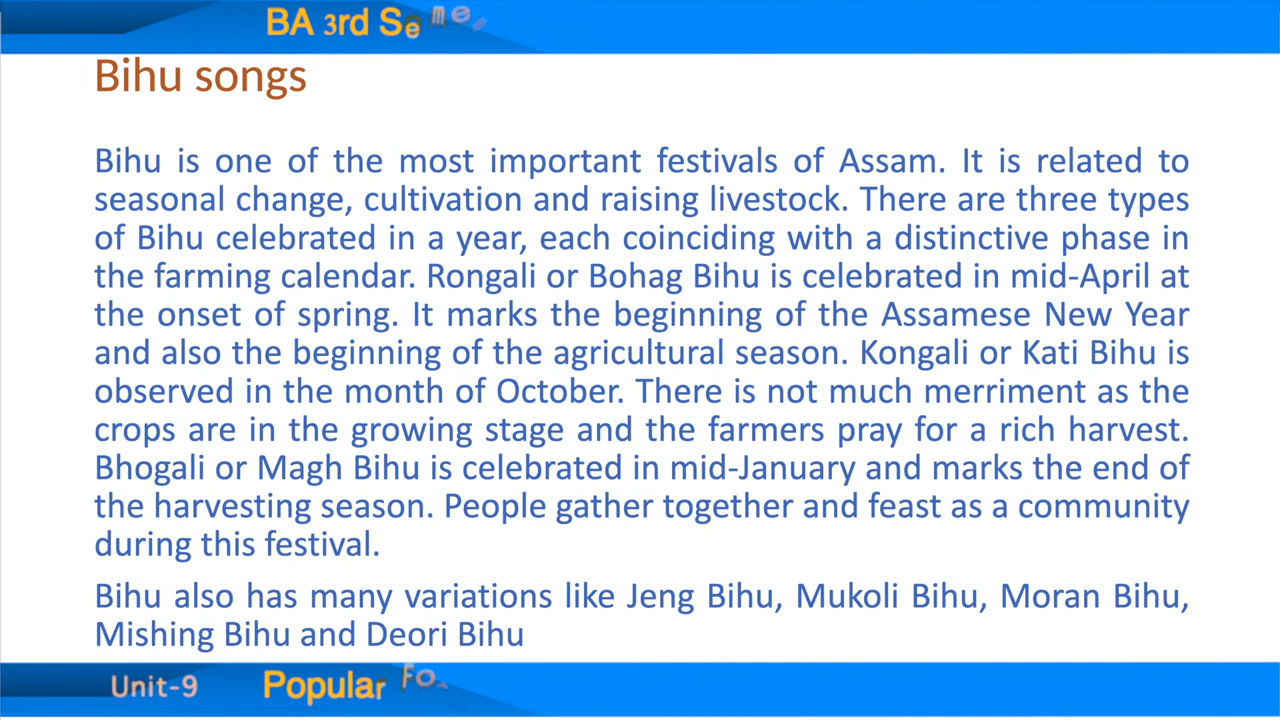 BA 3rd Seme
Bihu songs
Bihu is one of the most important festivals of Assam. It is related to
seasonal change, cultivation and raising livestock. There are three types
of Bihu celebrated in a year, each coinciding with a distinctive phase in
the farming calendar. Rongali or Bohag Bihu is celebrated in mid-April at
the onset of spring. It marks the beginning of the Assamese New Year
and also the beginning of the agricultural season. Kongali or Kati Bihu is
observed in the month of October. There is not much merriment as the
crops are in the growing stage and the farmers pray for a rich harvest.
Bhogali or Magh Bihu is celebrated in mid-January and marks the end of
the harvesting season. People gather together and feast as a community
during this festival.
Bihu also has many variations like Jeng Bihu, Mukoli Bihu, Moran Bihu,
Mishing Bihu and Deori Bihu
Unit-9 Popular Fo